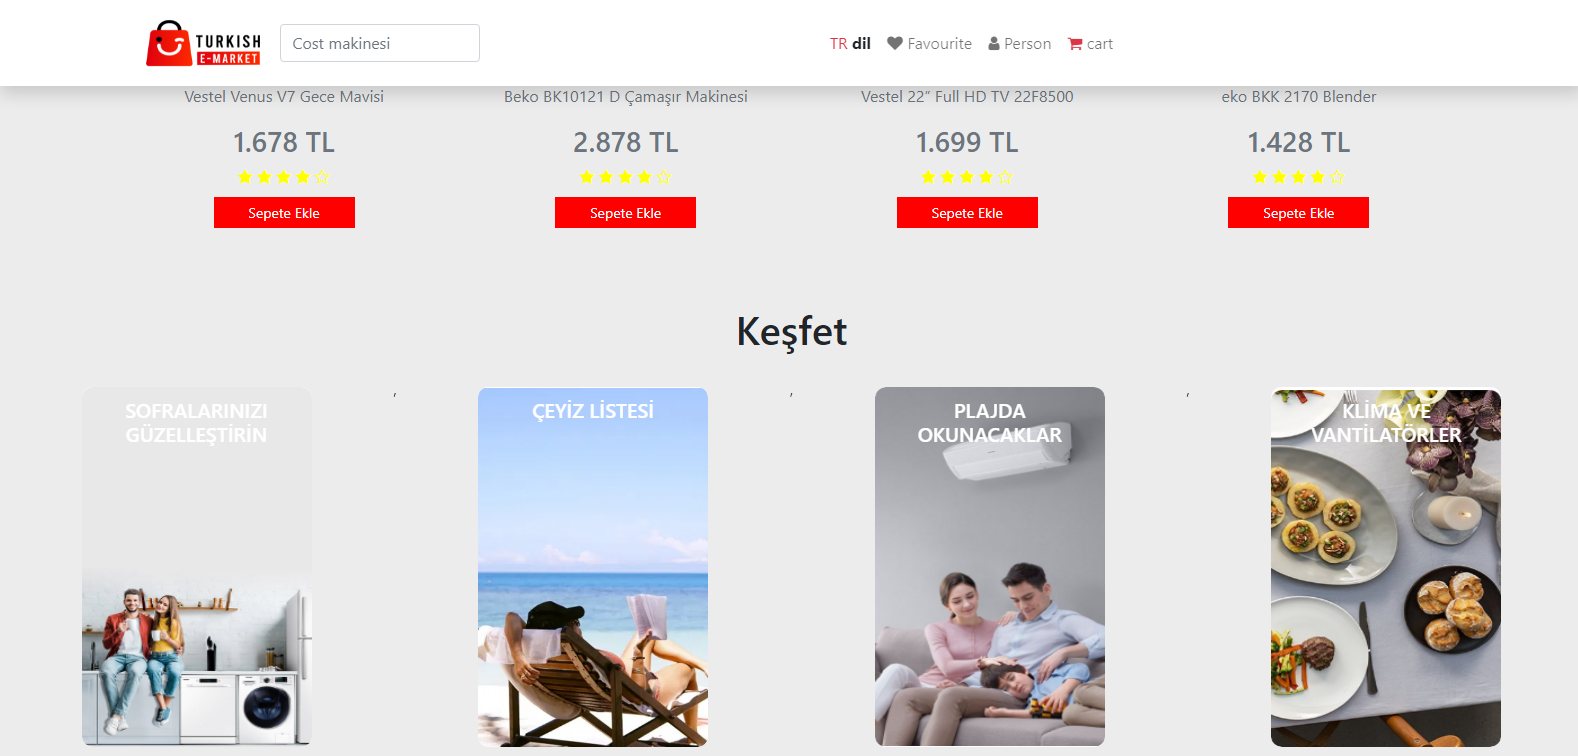 TURKISH
E-MARKET
Cost makinesi
TR dil
Favourite
Person
cart
Vestel Venus V7 Gece Mavisi
Beko BK10121 D Çamaşır Makinesi
Vestel 22” Full HD TV 22F8500
eko BKK 2170 Blender
1.678 TL
2.878 TL
1.699 TL
1.428 TL
Sepete Ekle
Sepete Ekle
Sepete Ekle
Sepete Ekle
Keşfet
SOFRALARINIZI
GÜZELLEŞTİRİN
,
ÇEYİZ LİSTESİ
,
PLAJDA
OKUNACAKLAR
,
KLİMA VE
VANTİLATÖRLER